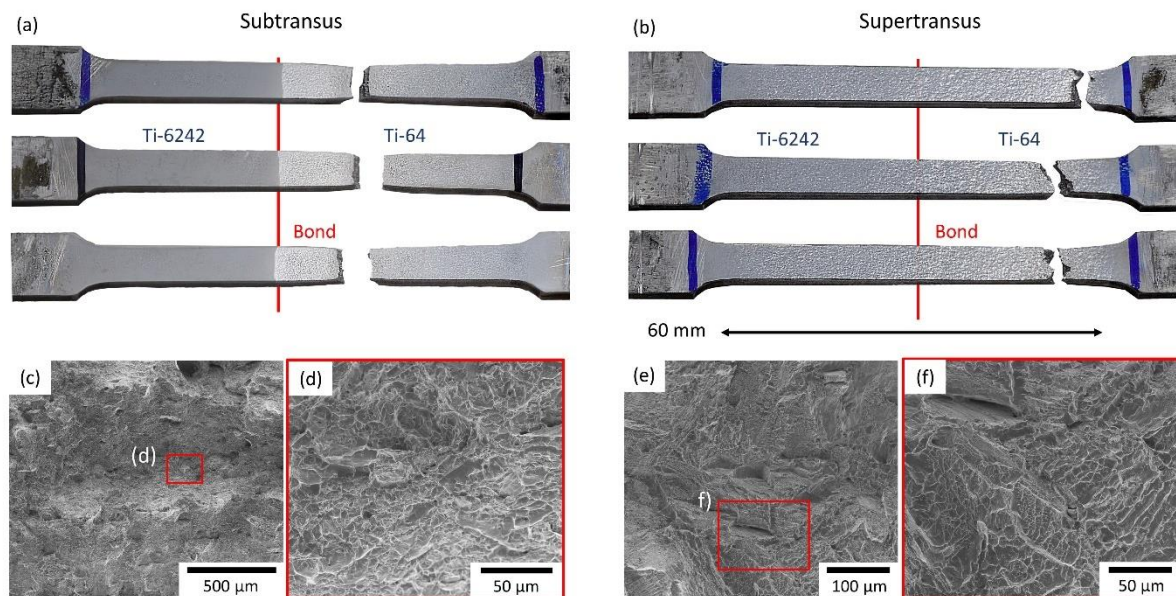 (a)
Subtransus
Ti-6242
Ti-64
Bond
(b)
Supertransus
Ti-6242
Ti-64
Bond
60 mm
(c)
(d)
500 µm
(d)
50 µm
(e)
f)
100 µm
(f)
50 µm